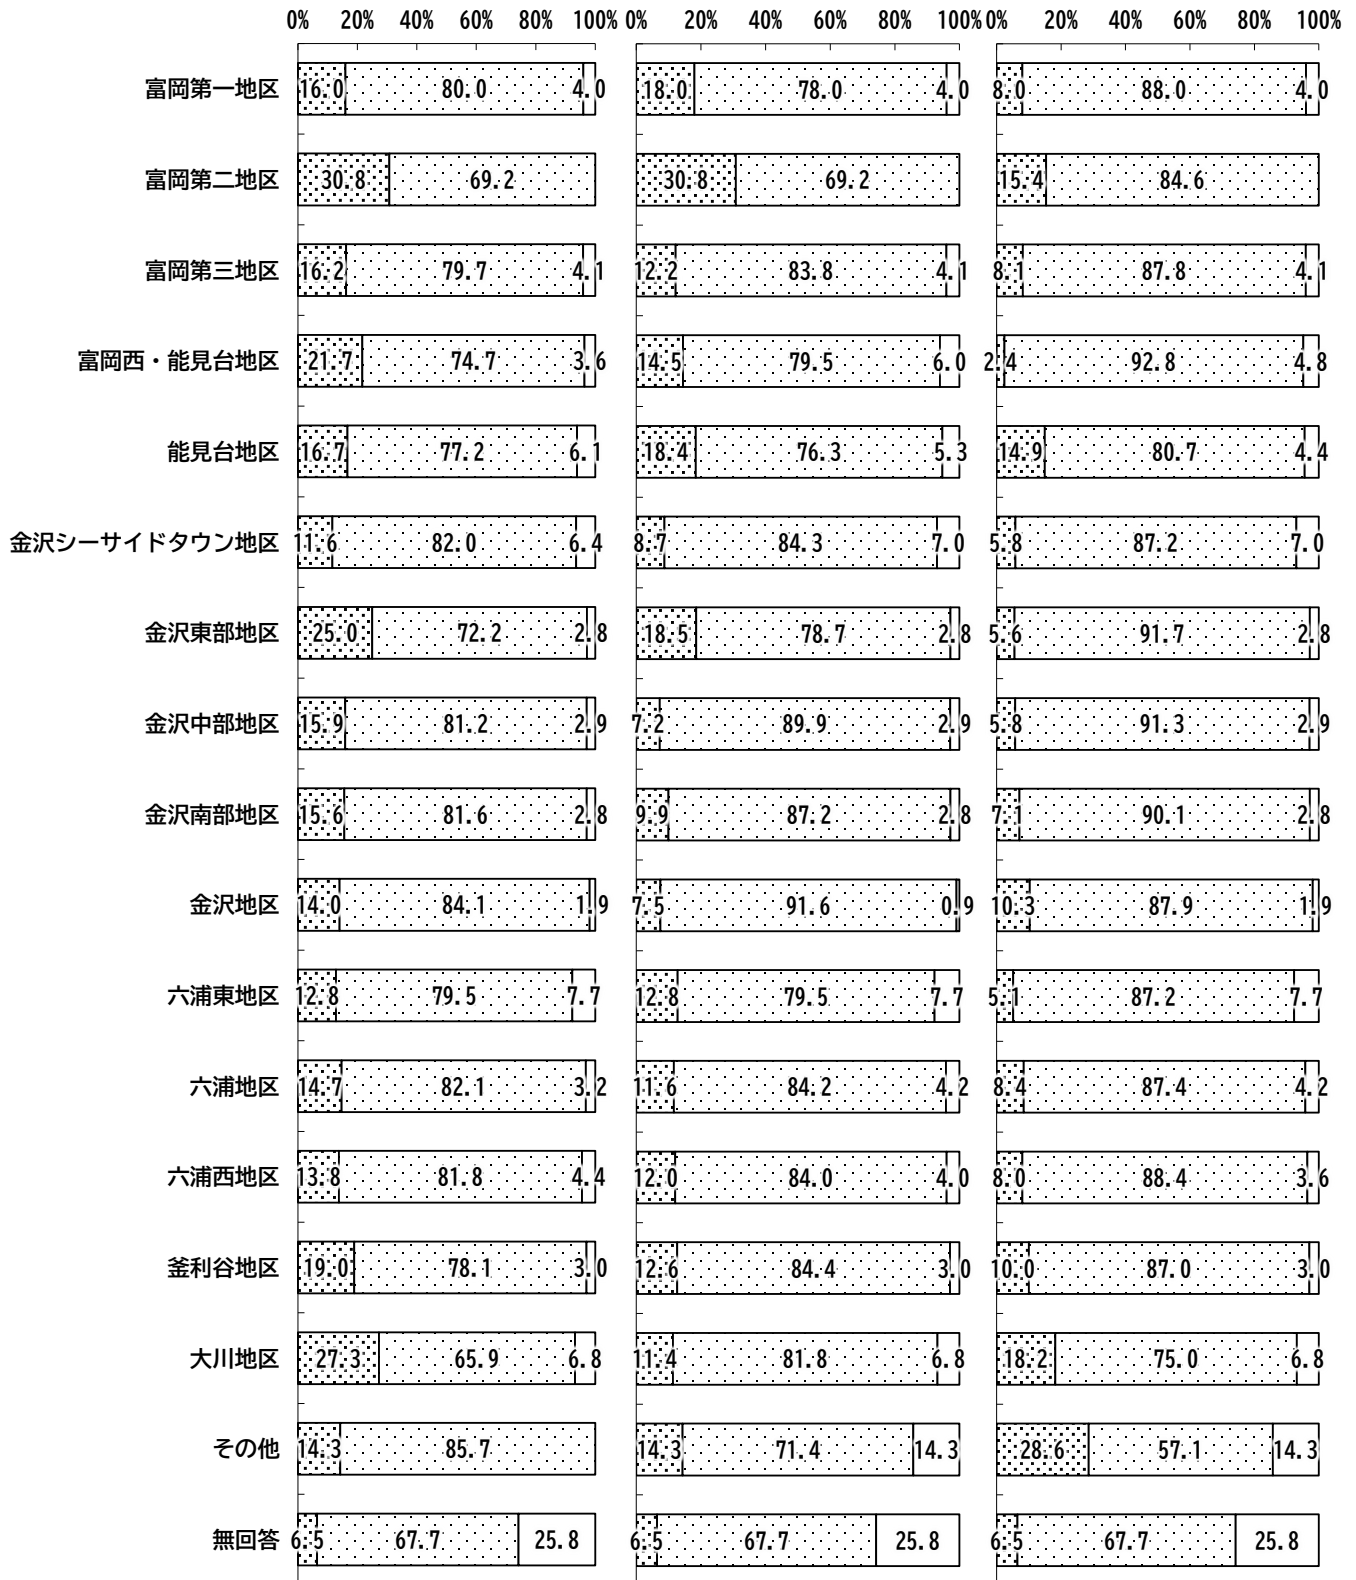 0% 20% 40% 60% 80% 100% 0% 20% 40% 60% 80% 100% 0% 20% 40% 60% 80% 100%
富岡第一地区 16.0 80.0 4.0 18.0 78.0 4.0 8.0 88.0 4.0
富岡第二地区 30.8 69.2 30.8 69.2 15.4 84.6
富岡第三地区 16.2 79.7 4.1 12.2 83.8 4.1 8.1 87.8 4.1
富岡西・能見台地区 21.7 74.7 3.6 14.5 79.5 6.0 2.4 92.8 4.8
能見台地区 16.7 77.2 6.1 18.4 76.3 5.3 14.9 80.7 4.4
金沢シーサイドタウン地区 11.6 82.0 6.4 8.7 84.3 7.0 5.8 87.2 7.0
金沢東部地区 25.0 72.2 2.8 18.5 78.7 2.8 5.6 91.7 2.8
金沢中部地区 15.9 81.2 2.9 7.2 89.9 2.9 5.8 91.3 2.9
金沢南部地区 15.6 81.6 2.8 9.9 87.2 2.8 7.1 90.1 2.8
金沢地区 14.0 84.1 1.9 7.5 91.6 0.9 10.3 87.9 1.9
六浦東地区 12.8 79.5 7.7 12.8 79.5 7.7 5.1 87.2 7.7
六浦地区 14.7 82.1 3.2 11.6 84.2 4.2 8.4 87.4 4.2
六浦西地区 13.8 81.8 4.4 12.0 84.0 4.0 8.0 88.4 3.6
釜利谷地区 19.0 78.1 3.0 12.6 84.4 3.0 10.0 87.0 3.0
大川地区 27.3 65.9 6.8 11.4 81.8 6.8 18.2 75.0 6.8
その他 14.3 85.7 14.3 71.4 14.3 28.6 57.1 14.3
無回答 6.5 67.7 25.8 6.5 67.7 25.8 6.5 67.7 25.8